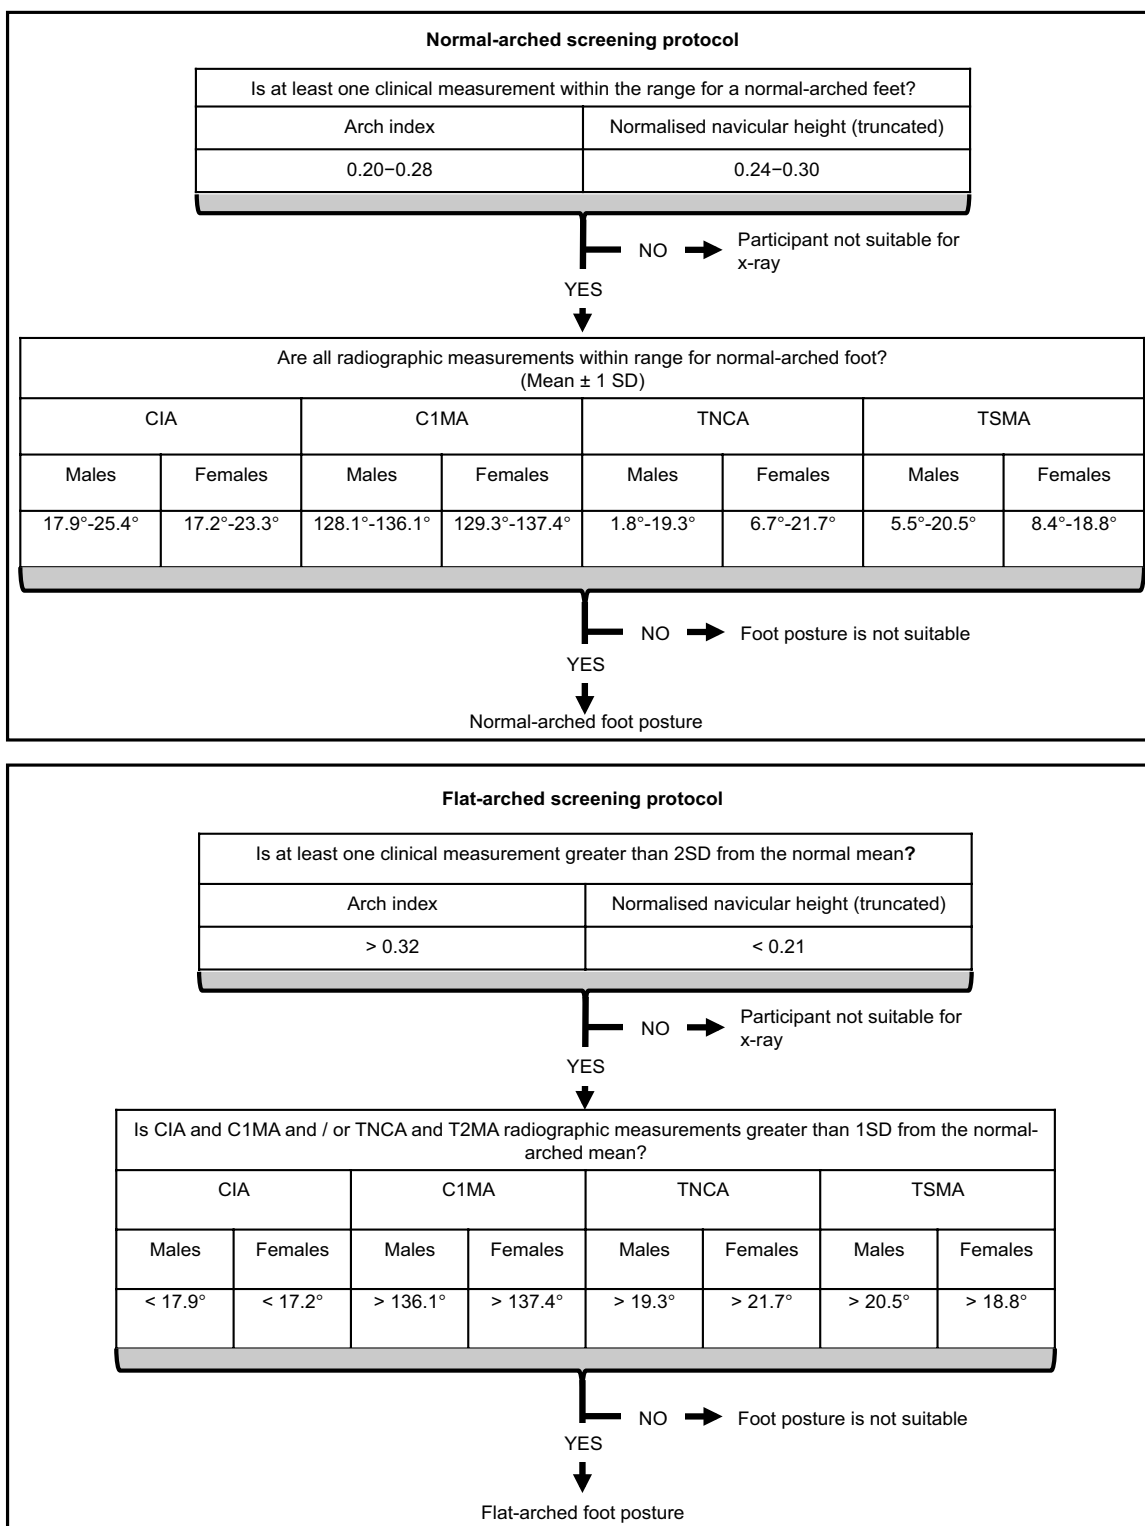 Normal-arched screening protocol
Is at least one clinical measurement within the range for a normal-arched feet?
Arch index
Normalised navicular height (truncated)
0.20−0.28
0.24−0.30
NO
Participant not suitable for
x-ray
YES
Are all radiographic measurements within range for normal-arched foot?
(Mean ± 1 SD)
CIA
C1MA
TNCA
TSMA
Males
Females
Males
Females
Males
Females
Males
Females
17.9°-25.4°
17.2°-23.3°
128.1°-136.1°
129.3°-137.4°
1.8°-19.3°
6.7°-21.7°
5.5°-20.5°
8.4°-18.8°
NO
Foot posture is not suitable
YES
Normal-arched foot posture
Flat-arched screening protocol
Is at least one clinical measurement greater than 2SD from the normal mean?
Arch index
Normalised navicular height (truncated)
> 0.32
< 0.21
NO
Participant not suitable for
x-ray
YES
Is CIA and C1MA and / or TNCA and T2MA radiographic measurements greater than 1SD from the normal-
arched mean?
CIA
C1MA
TNCA
TSMA
Males
Females
Males
Females
Males
Females
Males
Females
< 17.9°
< 17.2°
> 136.1°
> 137.4°
> 19.3°
> 21.7°
> 20.5°
> 18.8°
NO
Foot posture is not suitable
YES
Flat-arched foot posture